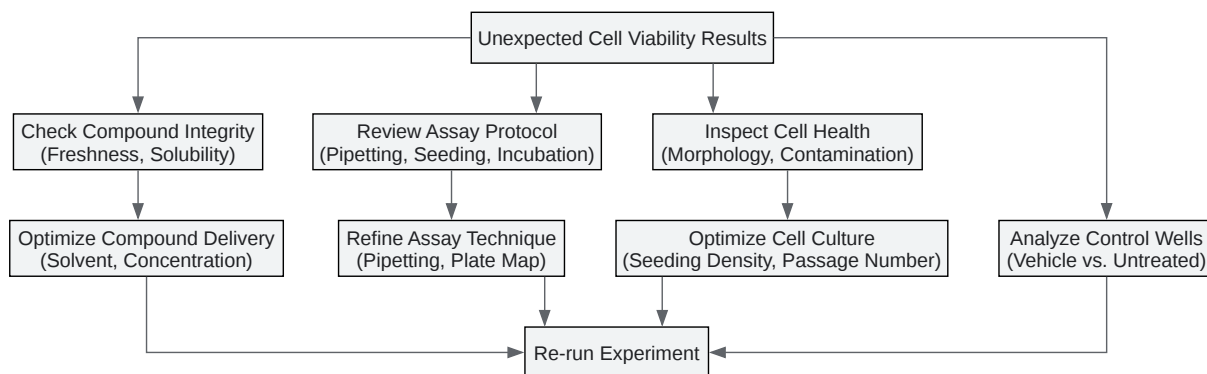 Unexpected Cell Viability Results
Check Compound Integrity
(Freshness, Solubility)
Review Assay Protocol
(Pipetting, Seeding, Incubation)
Inspect Cell Health
(Morphology, Contamination)
Optimize Compound Delivery
(Solvent, Concentration)
Refine Assay Technique
(Pipetting, Plate Map)
Optimize Cell Culture
(Seeding Density, Passage Number)
Analyze Control Wells
(Vehicle vs. Untreated)
Re-run Experiment